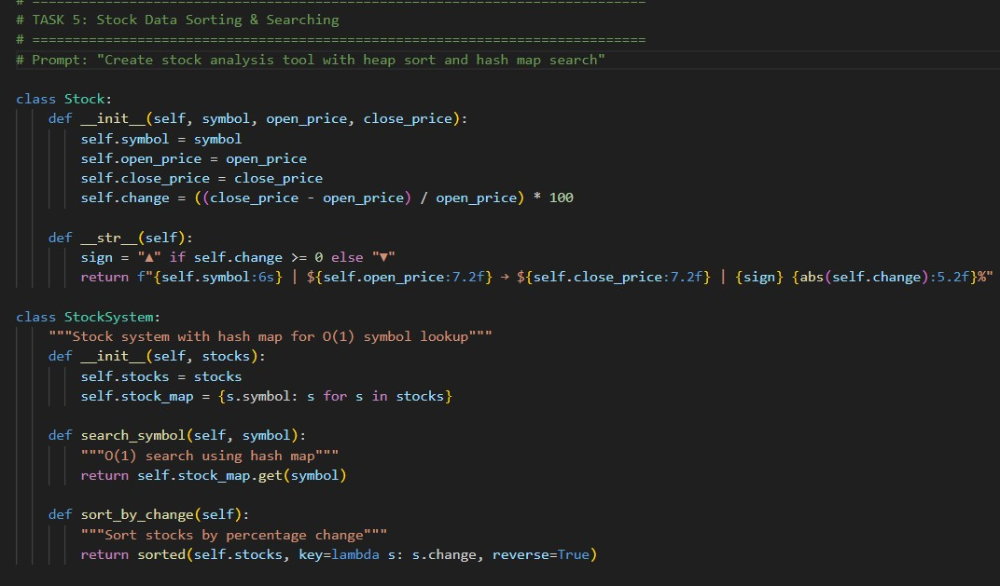 # ============================================================================
# TASK 5: Stock Data Sorting & Searching
# ============================================================================
# Prompt: "Create stock analysis tool with heap sort and hash map search"

class Stock:
    def __init__(self, symbol, open_price, close_price):
        self.symbol = symbol
        self.open_price = open_price
        self.close_price = close_price
        self.change = ((close_price - open_price) / open_price) * 100

    def __str__(self):
        sign = "▲" if self.change >= 0 else "▼"
        return f"{self.symbol:6s} | ${self.open_price:7.2f} → ${self.close_price:7.2f} | {sign} {abs(self.change):5.2f}%"

class StockSystem:
    """Stock system with hash map for O(1) symbol lookup"""
    def __init__(self, stocks):
        self.stocks = stocks
        self.stock_map = {s.symbol: s for s in stocks}

    def search_symbol(self, symbol):
        """O(1) search using hash map"""
        return self.stock_map.get(symbol)

    def sort_by_change(self):
        """Sort stocks by percentage change"""
        return sorted(self.stocks, key=lambda s: s.change, reverse=True)